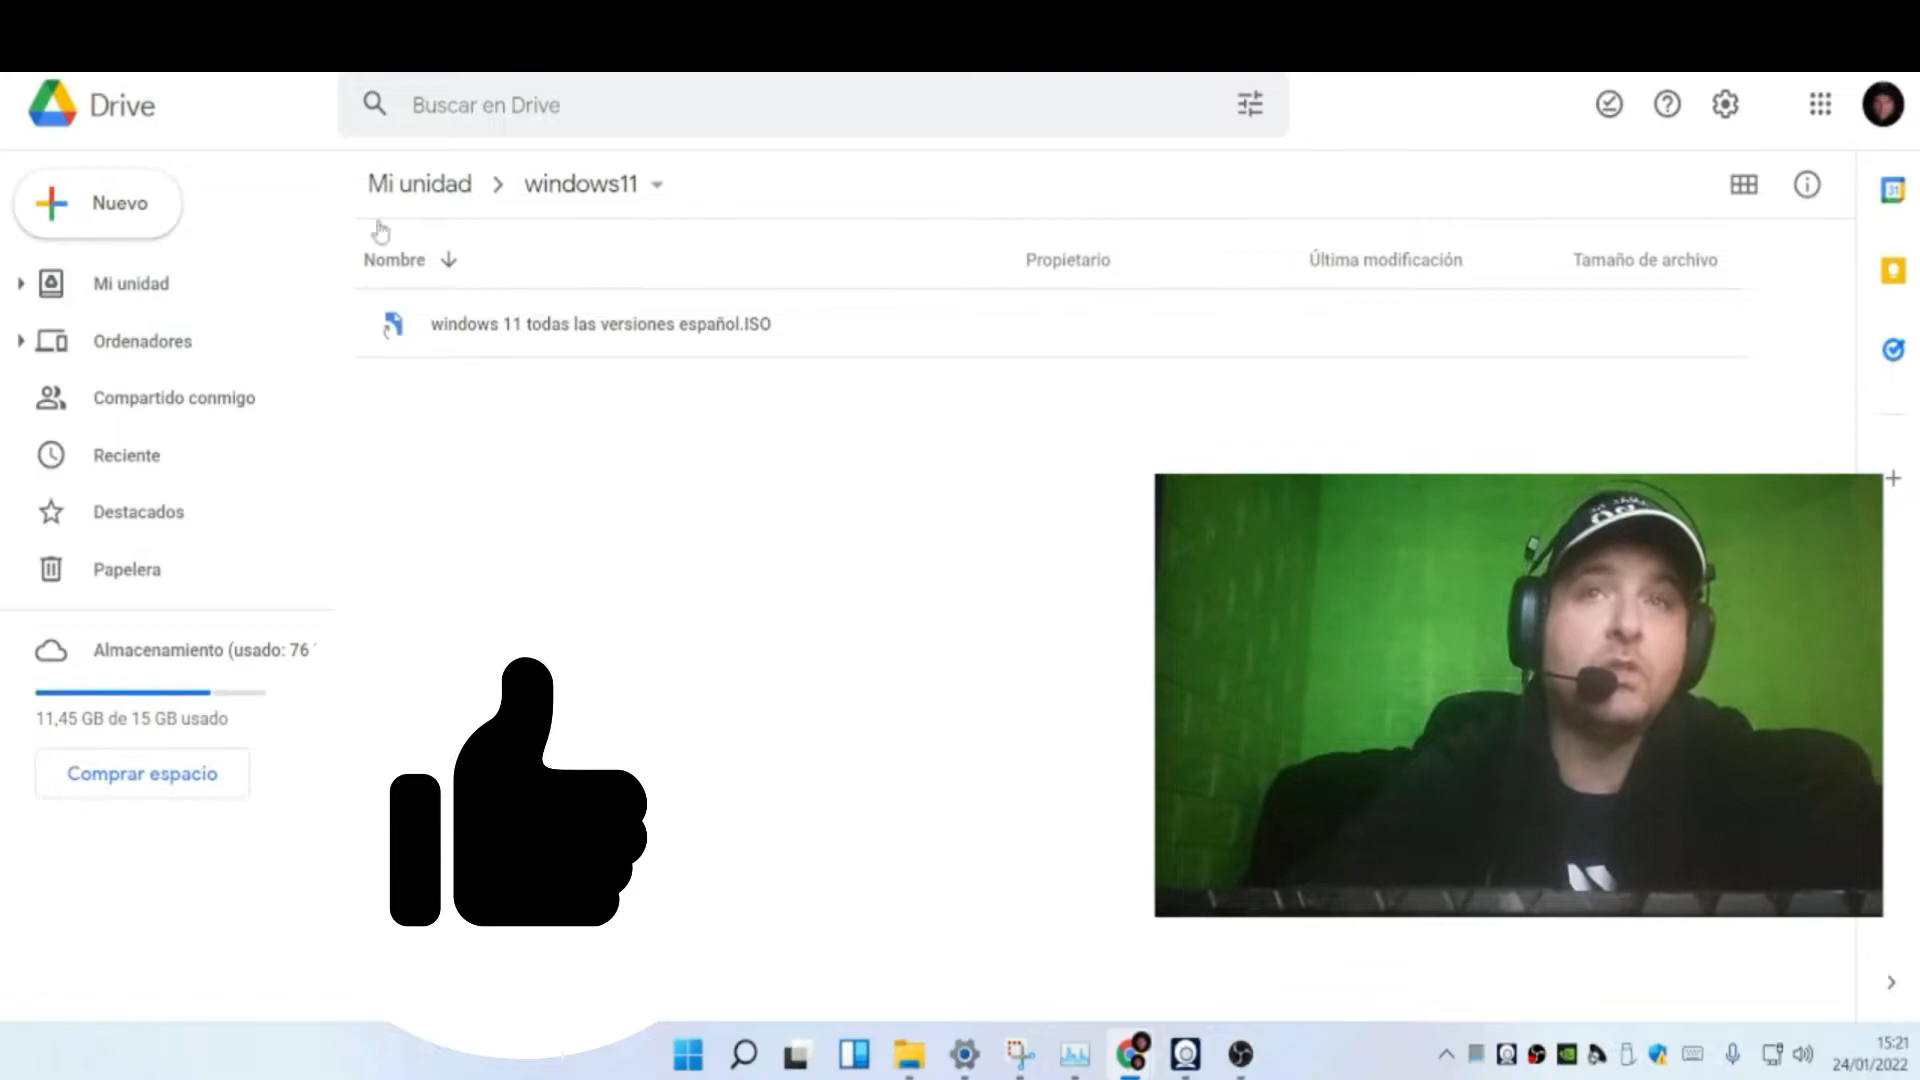 Drive
Buscar en Drive
Nuevo
Mi unidad
windows11
Nombre
Propietario
Última modificación
Tamaño de archivo
windows 11 todas las versiones español.ISO
Mi unidad
Ordenadores
Compartido conmigo
Reciente
Destacados
Papelera
Almacenamiento (usado: 76
11,45 GB de 15 GB usado
Comprar espacio
31
15:21
24/01/2022